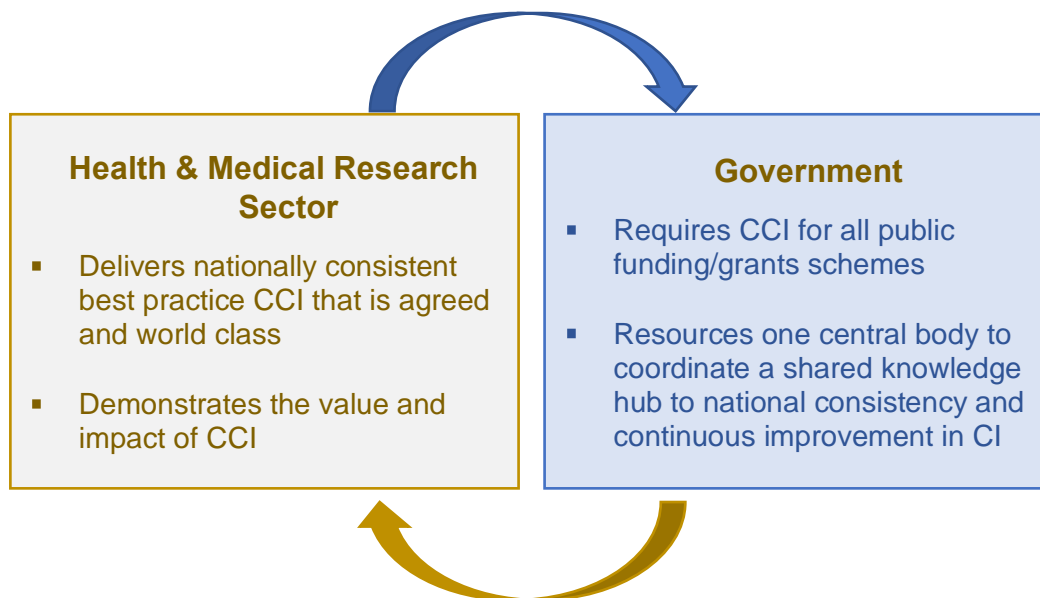 Health & Medical Research
Sector
▪ Delivers nationally consistent
best practice CCI that is agreed
and world class
▪ Demonstrates the value and
impact of CCI
Government
▪ Requires CCI for all public
funding/grants schemes
▪ Resources one central body to
coordinate a shared knowledge
hub to national consistency and
continuous improvement in CI